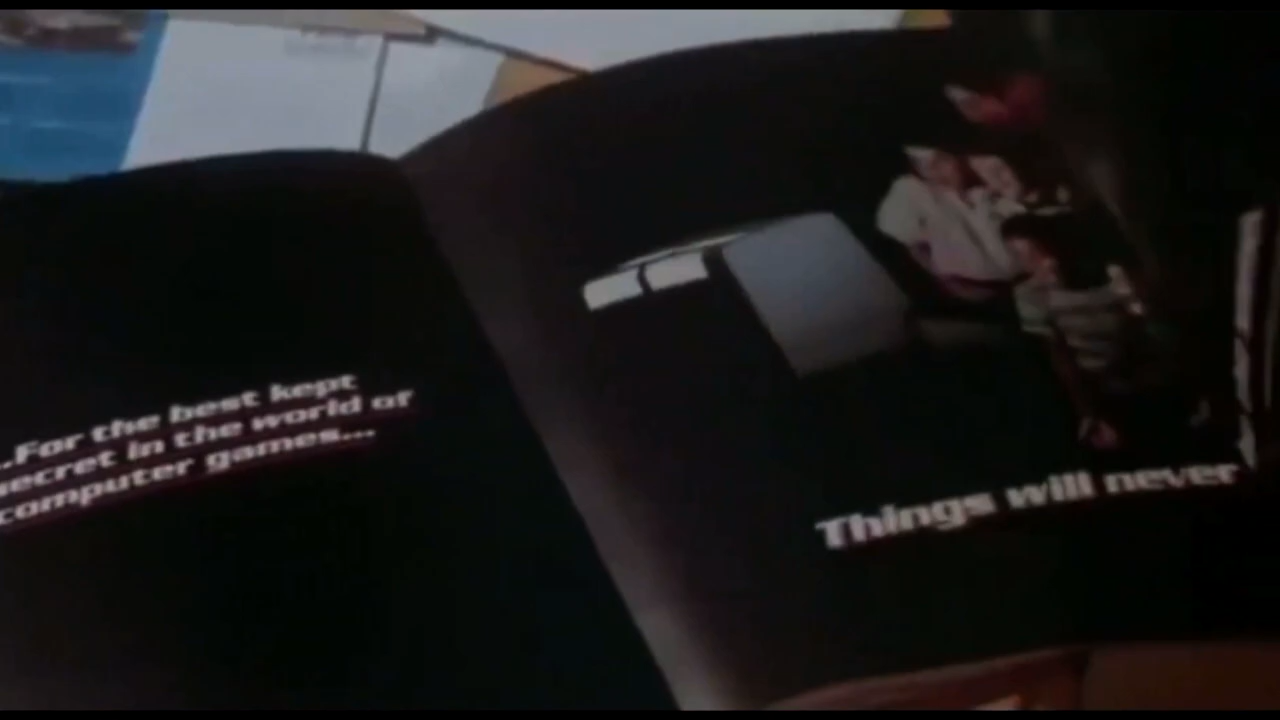 ..For the best kept
secret in the world of
computer games...
Things will never